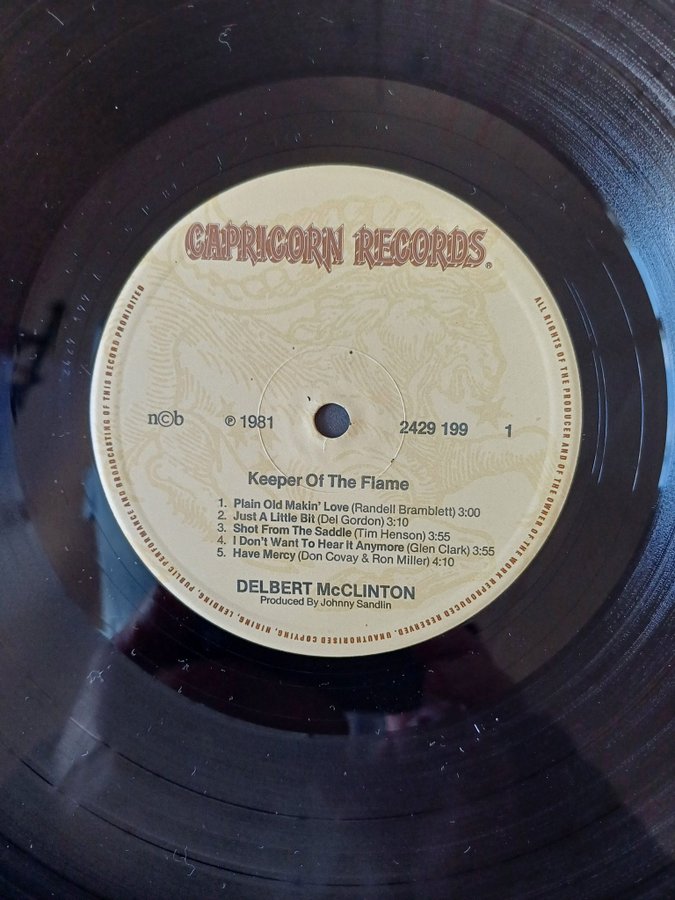 CAPRICORN RECORDS®
n©b ℗ 1981 2429 199 1
Keeper Of The Flame
1. Plain Old Makin' Love (Randell Bramblett) 3:00
2. Just A Little Bit (Del Gordon) 3:10
3. Shot From The Saddle (Tim Henson) 3:55
4. I Don't Want To Hear It Anymore (Glen Clark) 3:55
5. Have Mercy (Don Covay & Ron Miller) 4:10
DELBERT McCLINTON
Produced By Johnny Sandlin
ALL RIGHTS OF THE PRODUCER AND OF THE OWNER OF THE WORK REPRODUCED RESERVED. UNAUTHORISED COPYING, HIRING, LENDING, PUBLIC PERFORMANCE AND BROADCASTING OF THIS RECORD PROHIBITED